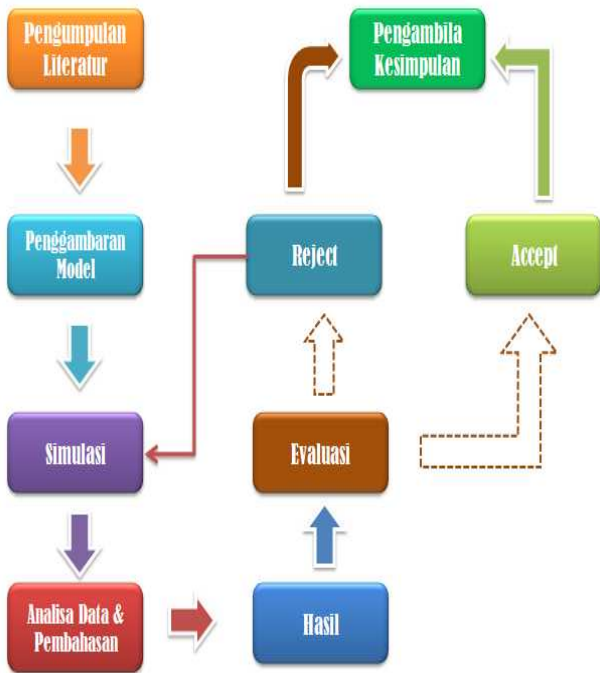 Pengumpulan
Literatur
Pengambila
Kesimpulan
Penggambaran
Model
Reject
Accept
Simulasi
Evaluasi
Analisa Data &
Pembahasan
Hasil